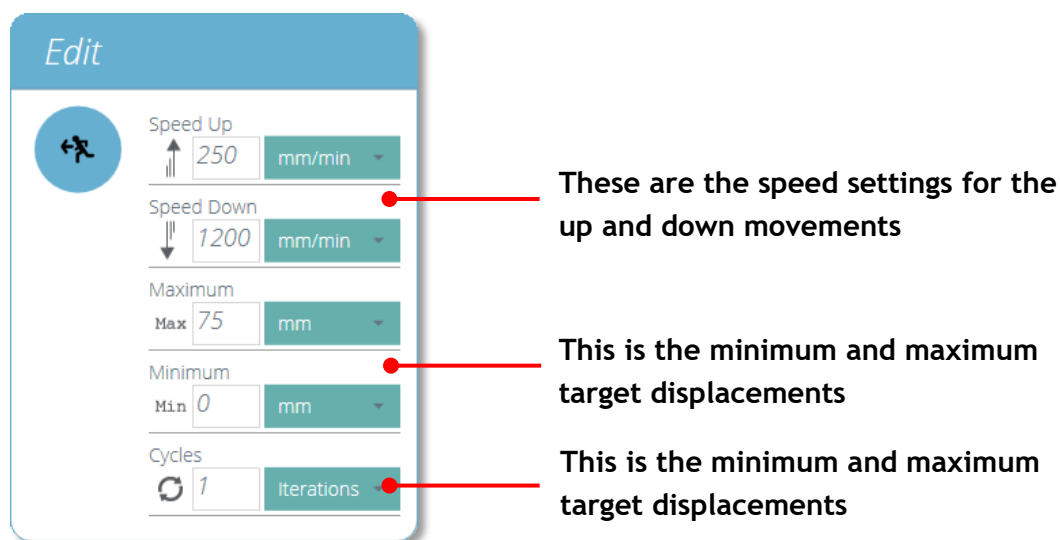 Edit
Speed Up
250 mm/min
Speed Down
1200 mm/min
Maximum
Max 75 mm
Minimum
Min 0 mm
Cycles
1 Iterations
These are the speed settings for the
up and down movements
This is the minimum and maximum
target displacements
This is the minimum and maximum
target displacements